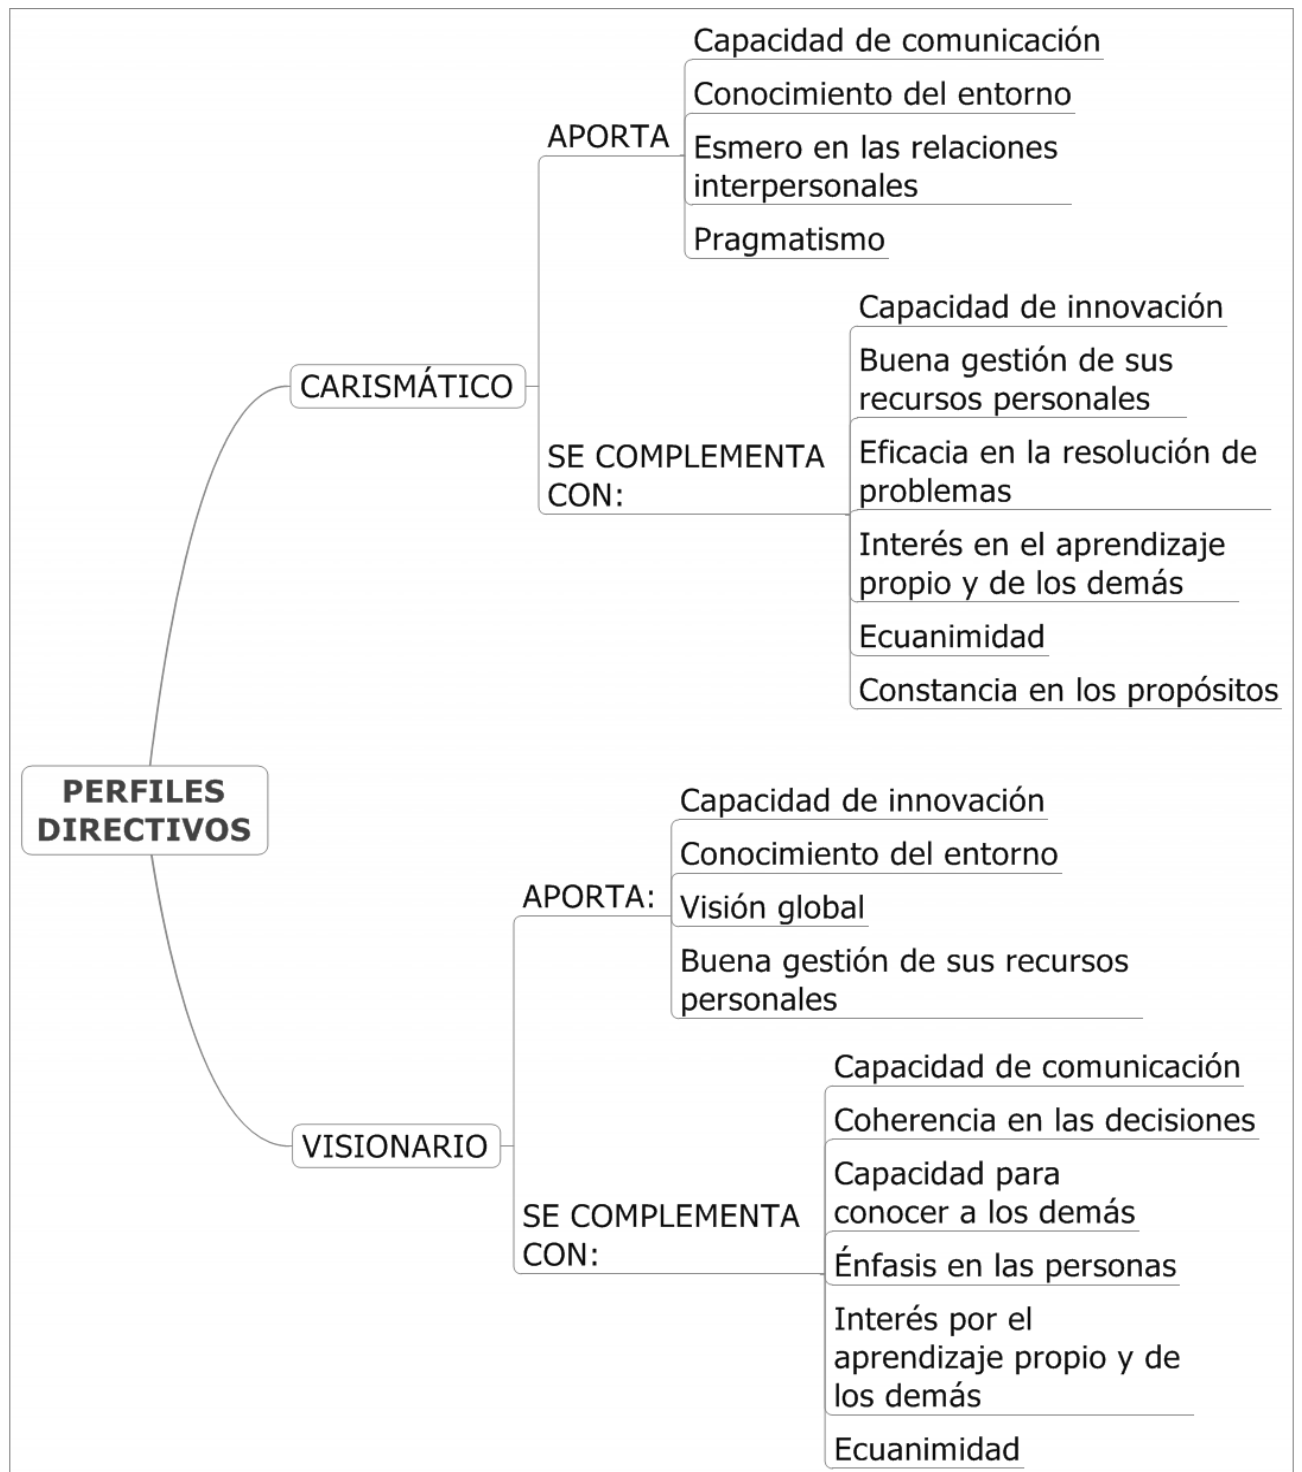 PERFILES
DIRECTIVOS
CARISMÁTICO
APORTA
Capacidad de comunicación
Conocimiento del entorno
Esmero en las relaciones
interpersonales
Pragmatismo
SE COMPLEMENTA
CON:
Capacidad de innovación
Buena gestión de sus
recursos personales
Eficacia en la resolución de
problemas
Interés en el aprendizaje
propio y de los demás
Ecuanimidad
Constancia en los propósitos
VISIONARIO
APORTA:
Capacidad de innovación
Conocimiento del entorno
Visión global
Buena gestión de sus recursos
personales
SE COMPLEMENTA
CON:
Capacidad de comunicación
Coherencia en las decisiones
Capacidad para
conocer a los demás
Énfasis en las personas
Interés por el
aprendizaje propio y de
los demás
Ecuanimidad